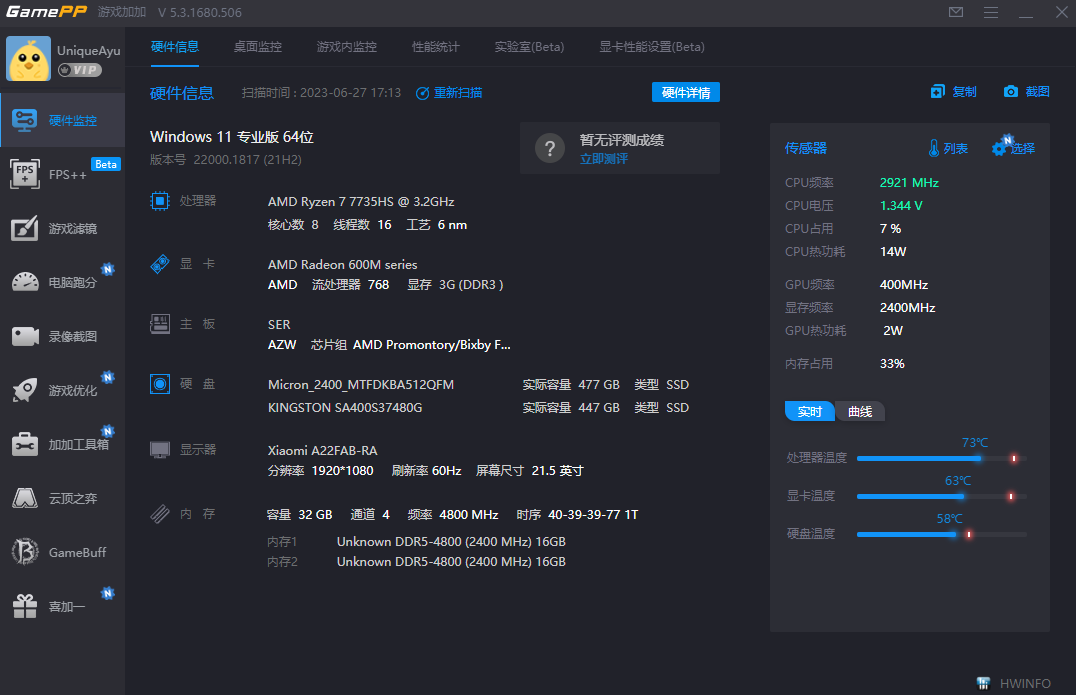 GamePP 游戏加加 V 5.3.1680.506
UniqueAyu
VIP
硬件监控
FPS++ Beta
游戏滤镜
电脑跑分 N
录像截图
游戏优化 N
加加工具箱 N
云顶之弈
GameBuff
喜加一 N
硬件信息 桌面监控 游戏内监控 性能统计 实验室(Beta) 显卡性能设置(Beta)
硬件信息 扫描时间 : 2023-06-27 17:13 重新扫描 硬件详情 复制 截图
Windows 11 专业版 64位
版本号 22000.1817 (21H2)
? 暂无评测成绩
立即测评
处理器 AMD Ryzen 7 7735HS @ 3.2GHz
核心数 8 线程数 16 工艺 6 nm
显 卡 AMD Radeon 600M series
AMD 流处理器 768 显存 3G (DDR3 )
主 板 SER
AZW 芯片组 AMD Promontory/Bixby F...
硬 盘 Micron_2400_MTFDKBA512QFM 实际容量 477 GB 类型 SSD
KINGSTON SA400S37480G 实际容量 447 GB 类型 SSD
显示器 Xiaomi A22FAB-RA
分辨率 1920*1080 刷新率 60Hz 屏幕尺寸 21.5 英寸
内 存 容量 32 GB 通道 4 频率 4800 MHz 时序 40-39-39-77 1T
内存1 Unknown DDR5-4800 (2400 MHz) 16GB
内存2 Unknown DDR5-4800 (2400 MHz) 16GB
传感器 列表 N 选择
CPU频率 2921 MHz
CPU电压 1.344 V
CPU占用 7 %
CPU热功耗 14W
GPU频率 400MHz
显存频率 2400MHz
GPU热功耗 2W
内存占用 33%
实时 曲线
73℃
处理器温度
63℃
显卡温度
58℃
硬盘温度
HWINFO